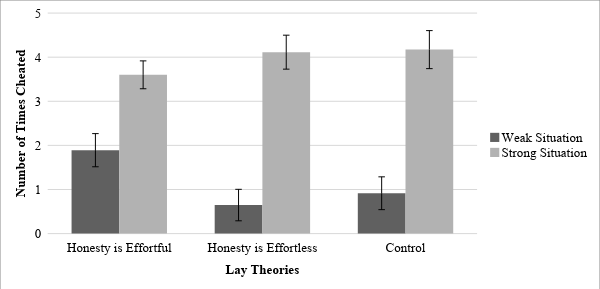 5
4
3
2
1
0
Number of Times Cheated
Honesty is Effortful
Honesty is Effortless
Control
Lay Theories
Weak Situation
Strong Situation